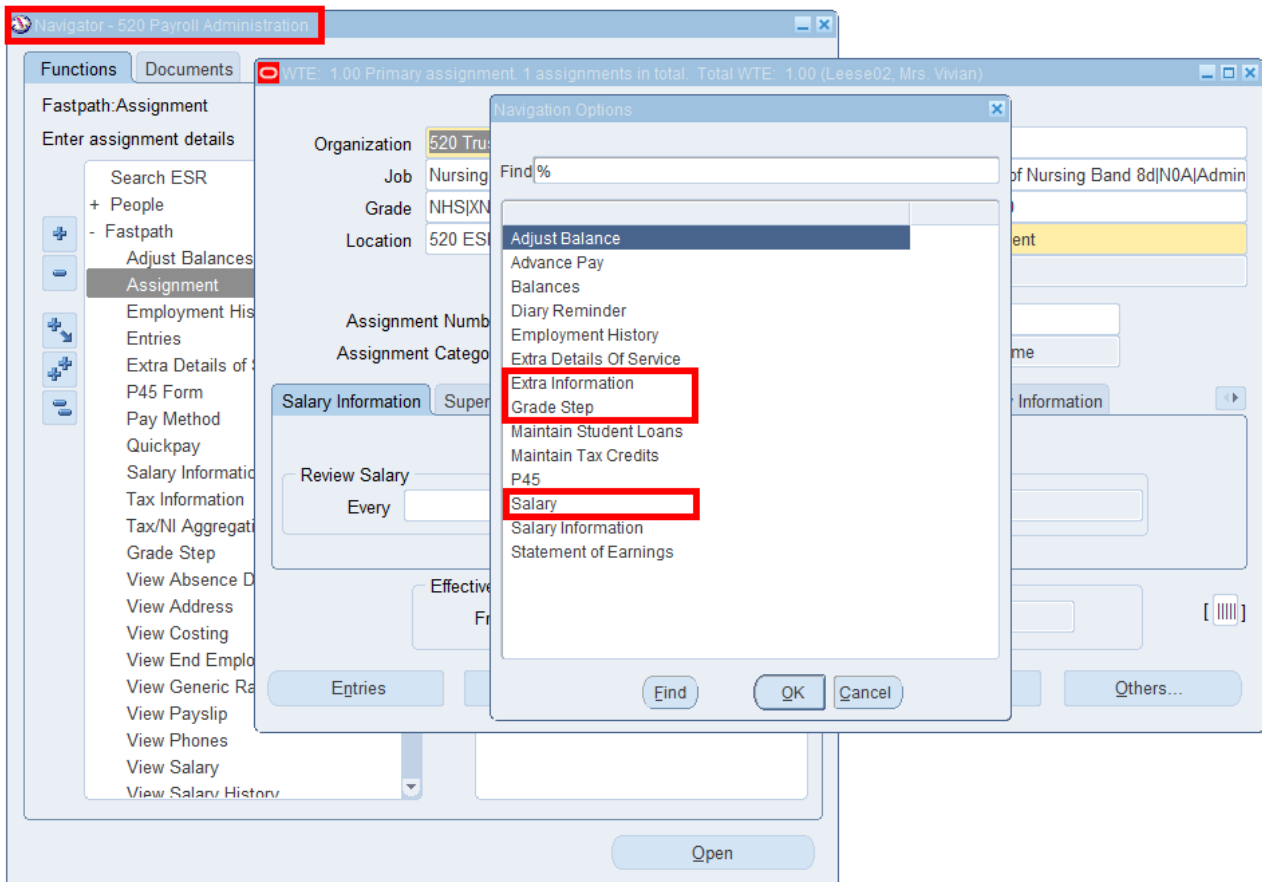 Navigator - 520 Payroll Administration
Functions
Documents
Fastpath:Assignment
Enter assignment details
Search ESR
+ People
- Fastpath
Adjust Balances
Assignment
Employment His
Entries
Extra Details of
P45 Form
Pay Method
Quickpay
Salary Informatio
Tax Information
Tax/NI Aggregati
Grade Step
View Absence D
View Address
View Costing
View End Emplo
View Generic Ra
View Payslip
View Phones
View Salary
View Salary History
Open
WTE: 1.00 Primary assignment. 1 assignments in total. Total WTE: 1.00 (Leese02, Mrs. Vivian)
Organization 520 Trus
Job Nursing of Nursing Band 8d|N0A|Admin
Grade NHS|XN
Location 520 ESR ent
Assignment Numb
Assignment Catego me
Salary Information
Super
Information
Review Salary
Every
Effective
Fr
[ ]
Entries
Others...
Navigation Options
Find %
Adjust Balance
Advance Pay
Balances
Diary Reminder
Employment History
Extra Details Of Service
Extra Information
Grade Step
Maintain Student Loans
Maintain Tax Credits
P45
Salary
Salary Information
Statement of Earnings
Find
OK
Cancel